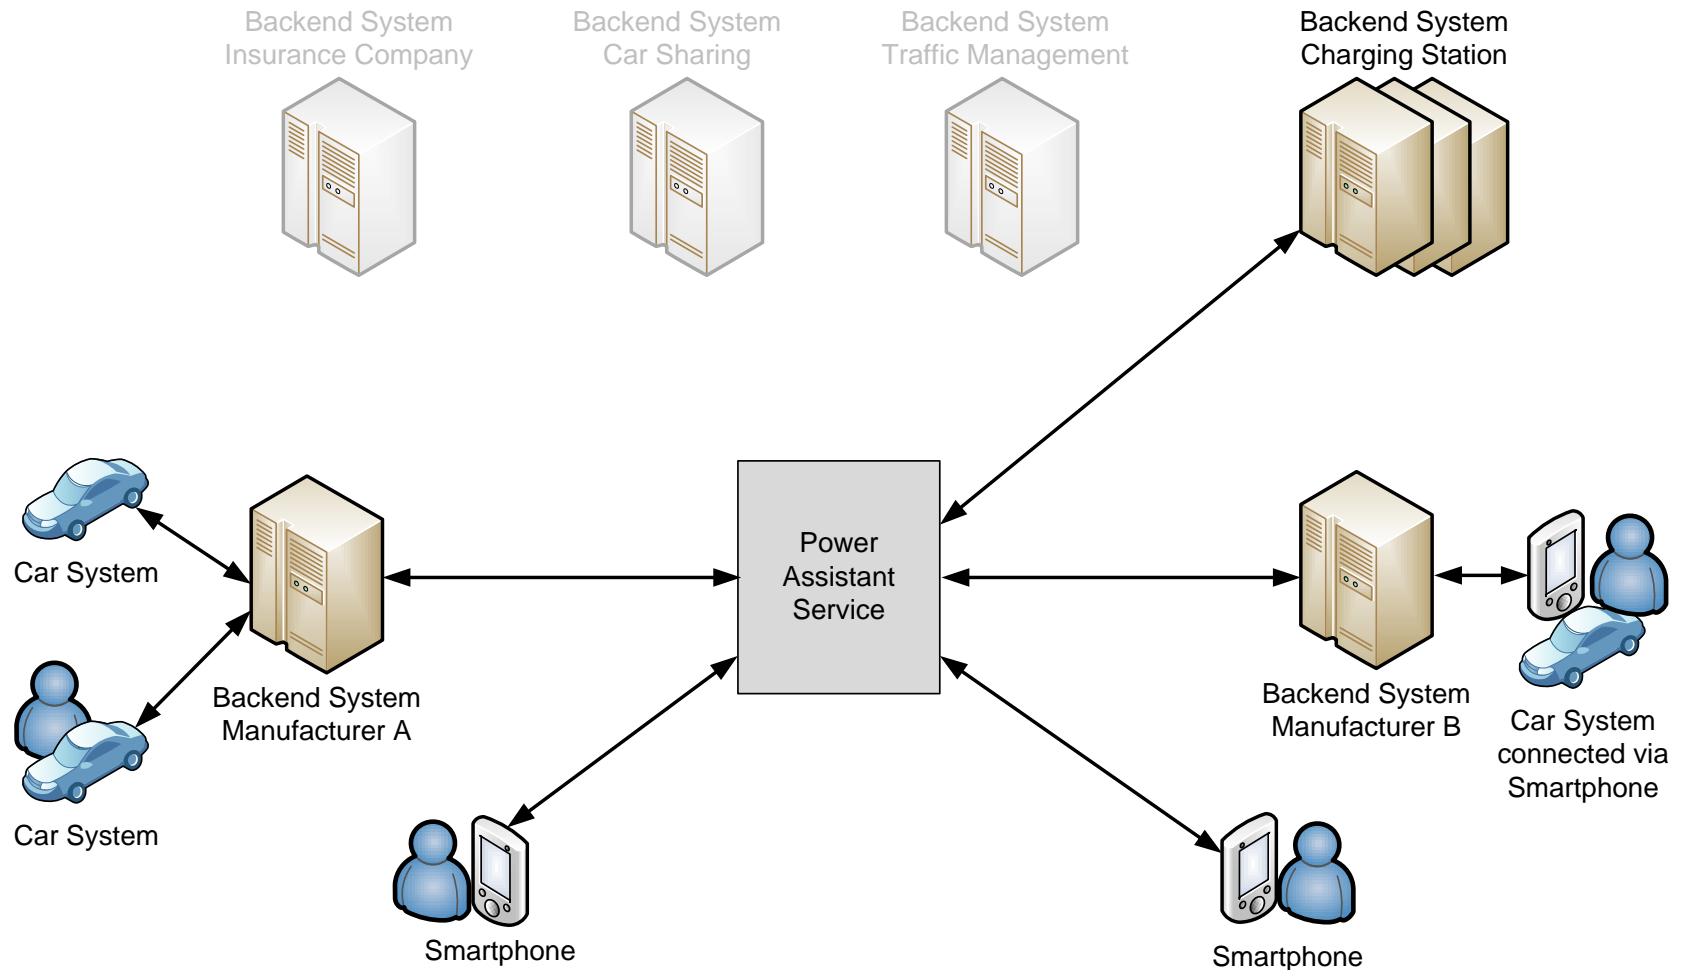 Backend System
Insurance Company
Backend System
Car Sharing
Backend System
Traffic Management
Backend System
Charging Station
Car System
Backend System
Manufacturer A
Car System
Power
Assistant
Service
Backend System
Manufacturer B
Car System
connected via
Smartphone
Smartphone
Smartphone